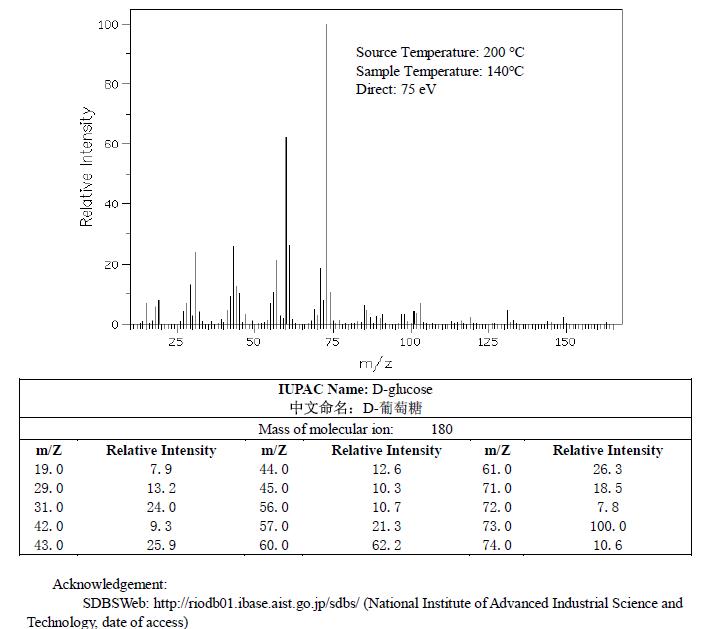 100
80
60
40
20
0
Relative Intensity
Source Temperature: 200 °C
Sample Temperature: 140°C
Direct: 75 eV
25 50 75 100 125 150
m/z
IUPAC Name: D-glucose
中文命名：D-葡萄糖
Mass of molecular ion: 180
m/Z Relative Intensity m/Z Relative Intensity m/Z Relative Intensity
19.0 7.9 44.0 12.6 61.0 26.3
29.0 13.2 45.0 10.3 71.0 18.5
31.0 24.0 56.0 10.7 72.0 7.8
42.0 9.3 57.0 21.3 73.0 100.0
43.0 25.9 60.0 62.2 74.0 10.6
Acknowledgement:
SDBSWeb: http://riodb01.ibase.aist.go.jp/sdbs/ (National Institute of Advanced Industrial Science and
Technology, date of access)